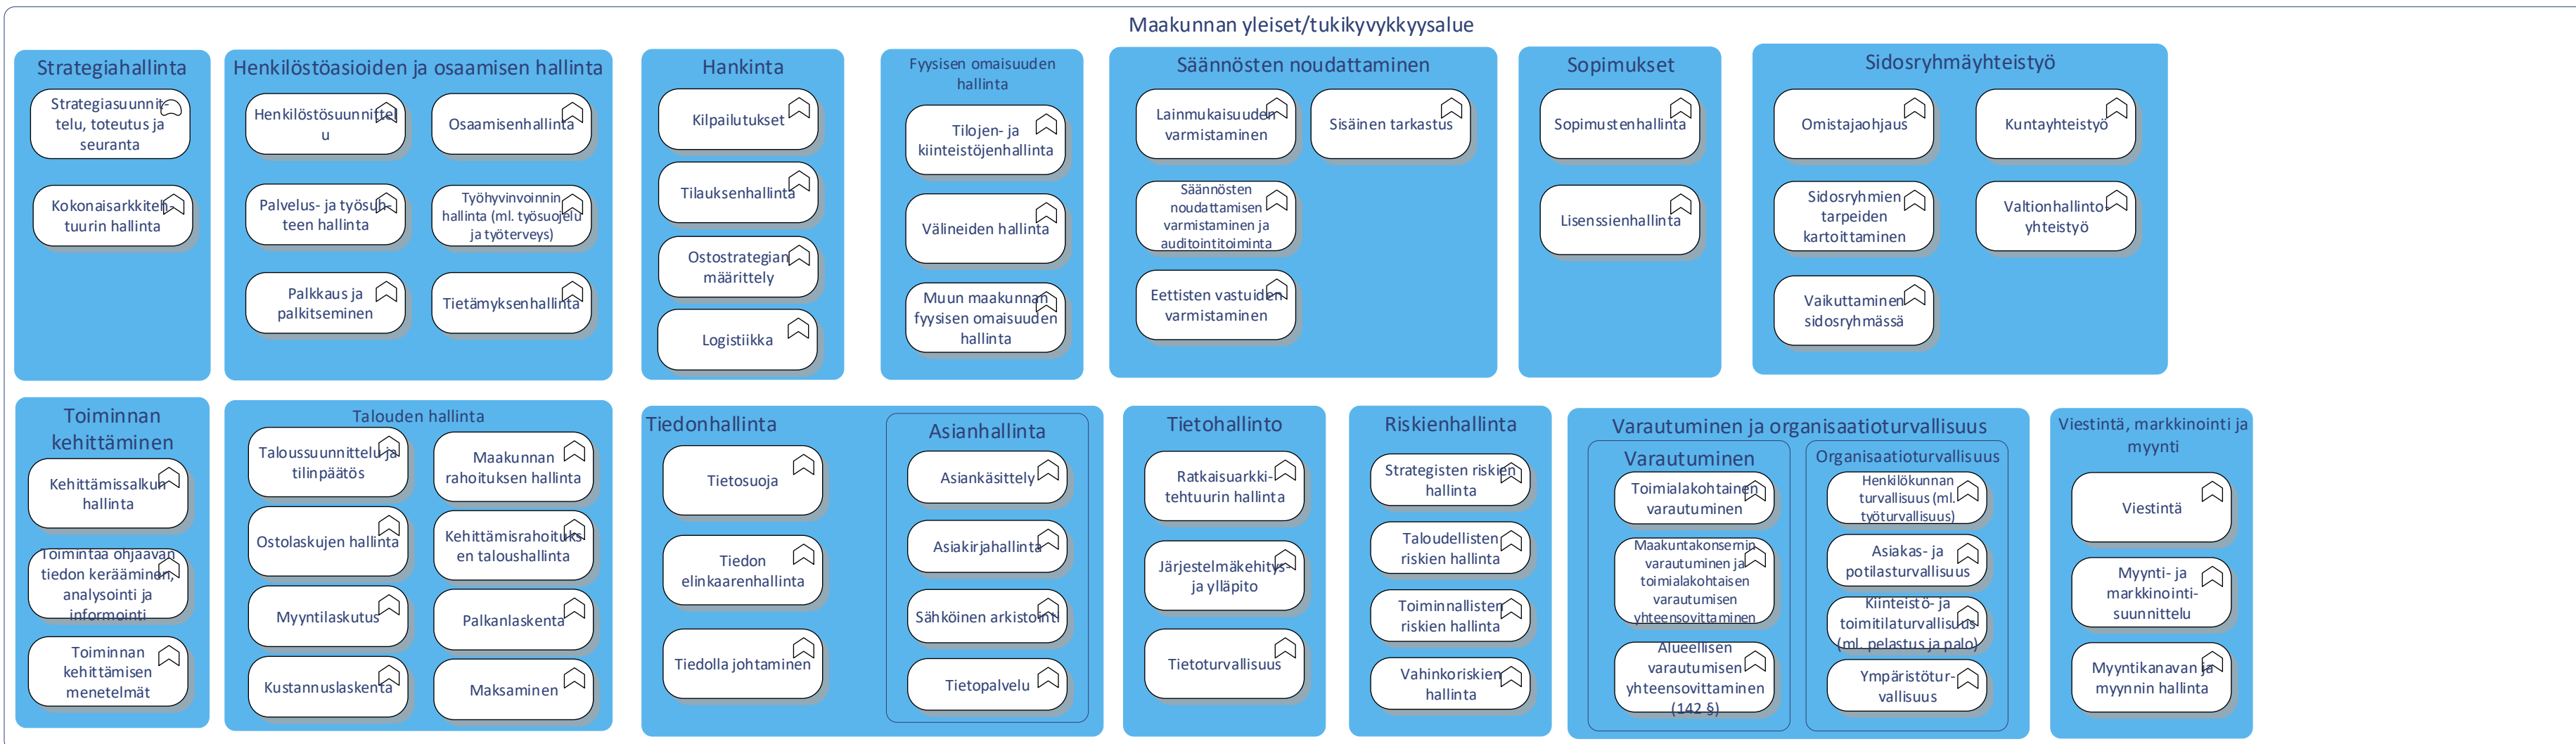 Maakunnan yleiset/tukikyvykkyysalue
Strategiahallinta
Strategiasuunnit-
telu, toteutus ja
seuranta
Kokonaisarkkiteh-
tuurin hallinta
Henkilöstöasioiden ja osaamisen hallinta
Henkilöstösuunnittel
u
Osaamisenhallinta
Palvelus- ja työsuh-
teen hallinta
Työhyvinvoinnin
hallinta (ml. työsuojelu
ja työterveys)
Palkkaus ja
palkitseminen
Tietämyksenhallinta
Hankinta
Kilpailutukset
Tilauksenhallinta
Ostostrategian
määrittely
Logistiikka
Fyysisen omaisuuden
hallinta
Tilojen- ja
kiinteistöjenhallinta
Välineiden hallinta
Muun maakunnan
fyysisen omaisuuden
hallinta
Säännösten noudattaminen
Lainmukaisuuden
varmistaminen
Sisäinen tarkastus
Säännösten
noudattamisen
varmistaminen ja
auditointitoiminta
Eettisten vastuiden
varmistaminen
Sopimukset
Sopimustenhallinta
Lisenssienhallinta
Sidosryhmäyhteistyö
Omistajaohjaus
Kuntayhteistyö
Sidosryhmien
tarpeiden
kartoittaminen
Valtionhallinto-
yhteistyö
Vaikuttaminen
sidosryhmässä
Toiminnan
kehittäminen
Kehittämissalkun
hallinta
Toimintaa ohjaavan
tiedon kerääminen,
analysointi ja
informointi
Toiminnan
kehittämisen
menetelmät
Talouden hallinta
Taloussuunnittelu ja
tilinpäätös
Maakunnan
rahoituksen hallinta
Ostolaskujen hallinta
Kehittämisrahoituks
en taloushallinta
Myyntilaskutus
Palkanlaskenta
Kustannuslaskenta
Maksaminen
Tiedonhallinta
Tietosuoja
Tiedon
elinkaarenhallinta
Tiedolla johtaminen
Asianhallinta
Asiankäsittely
Asiakirjahallinta
Sähköinen arkistointi
Tietopalvelu
Tietohallinto
Ratkaisuarkki-
tehtuurin hallinta
Järjestelmäkehitys-
ja ylläpito
Tietoturvallisuus
Riskienhallinta
Strategisten riskien
hallinta
Taloudellisten
riskien hallinta
Toiminnallisten
riskien hallinta
Vahinkoriskien
hallinta
Varautuminen ja organisaatioturvallisuus
Varautuminen
Toimialakohtainen
varautuminen
Maakuntakonsernin
varautuminen ja
toimialakohtaisen
varautumisen
yhteensovittaminen
Alueellisen
varautumisen
yhteensovittaminen
(142 §)
Organisaatioturvallisuus
Henkilökunnan
turvallisuus (ml.
työturvallisuus)
Asiakas- ja
potilasturvallisuus
Kiinteistö- ja
toimitilaturvallisuus
(ml. pelastus ja palo)
Ympäristötur-
vallisuus
Viestintä, markkinointi ja
myynti
Viestintä
Myynti- ja
markkinointi-
suunnittelu
Myyntikanavan ja
myynnin hallinta